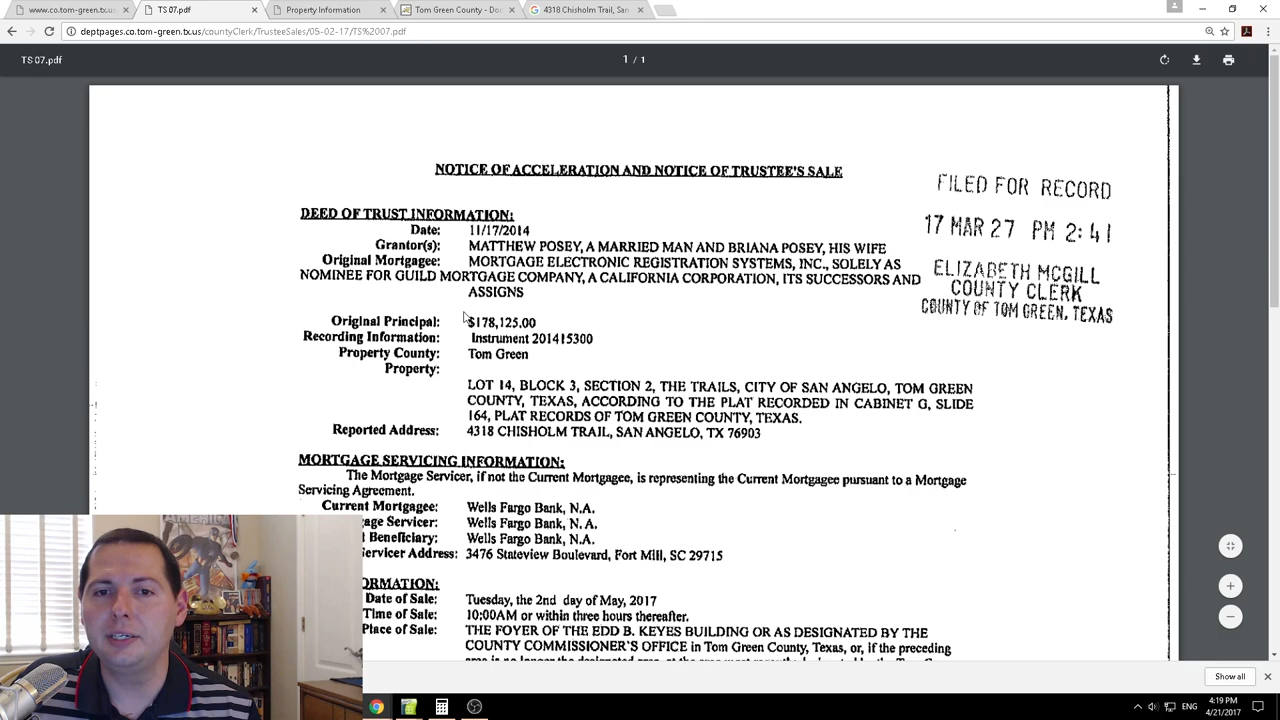 www.co.tom-green.tx.us/
TS 07.pdf
Property Information
Tom Green County - Doc
4318 Chisholm Trail, San
deptpages.co.tom-green.tx.us/countyClerk/TrusteeSales/05-02-17/TS%2007.pdf
TS 07.pdf
1 / 1
NOTICE OF ACCELERATION AND NOTICE OF TRUSTEE'S SALE
FILED FOR RECORD
17 MAR 27 PM 2:41
ELIZABETH MCGILL
COUNTY CLERK
COUNTY OF TOM GREEN, TEXAS
DEED OF TRUST INFORMATION:
Date: 11/17/2014
Grantor(s): MATTHEW POSEY, A MARRIED MAN AND BRIANA POSEY, HIS WIFE
Original Mortgagee: MORTGAGE ELECTRONIC REGISTRATION SYSTEMS, INC., SOLELY AS
NOMINEE FOR GUILD MORTGAGE COMPANY, A CALIFORNIA CORPORATION, ITS SUCCESSORS AND
ASSIGNS
Original Principal: $178,125.00
Recording Information: Instrument 201415300
Property County: Tom Green
Property:
LOT 14, BLOCK 3, SECTION 2, THE TRAILS, CITY OF SAN ANGELO, TOM GREEN
COUNTY, TEXAS, ACCORDING TO THE PLAT RECORDED IN CABINET G, SLIDE
164, PLAT RECORDS OF TOM GREEN COUNTY, TEXAS.
Reported Address: 4318 CHISHOLM TRAIL, SAN ANGELO, TX 76903
MORTGAGE SERVICING INFORMATION:
The Mortgage Servicer, if not the Current Mortgagee, is representing the Current Mortgagee pursuant to a Mortgage
Servicing Agreement.
Current Mortgagee: Wells Fargo Bank, N.A.
gage Servicer: Wells Fargo Bank, N. A.
Beneficiary: Wells Fargo Bank, N.A.
Servicer Address: 3476 Stateview Boulevard, Fort Mill, SC 29715
ORMATION:
Date of Sale: Tuesday, the 2nd day of May, 2017
Time of Sale: 10:00AM or within three hours thereafter.
Place of Sale: THE FOYER OF THE EDD B. KEYES BUILDING OR AS DESIGNATED BY THE
COUNTY COMMISSIONER'S OFFICE in Tom Green County, Texas, or, if the preceding
Show all
ENG
4:19 PM
4/21/2017